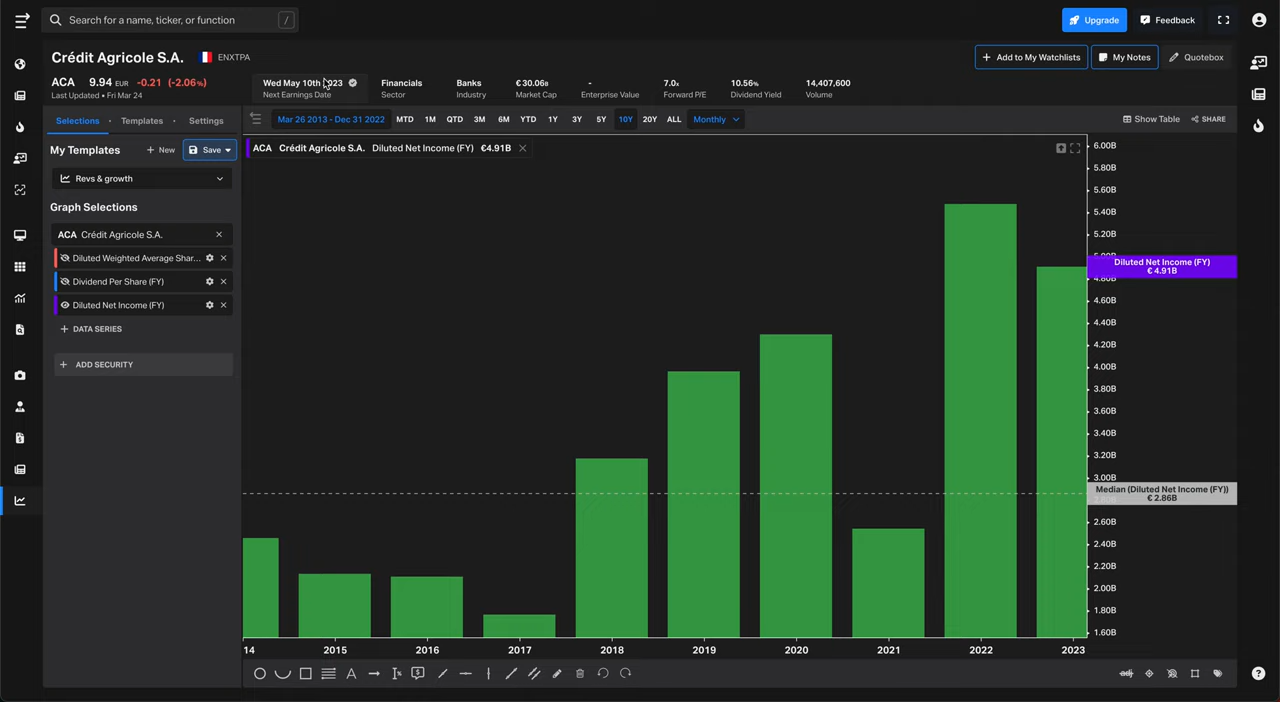 Search for a name, ticker, or function /
Upgrade
Feedback
Crédit Agricole S.A. ENXTPA
Add to My Watchlists
My Notes
Quotebox
ACA 9.94 EUR -0.21 (-2.06%)
Last Updated • Fri Mar 24
Wed May 10th 2023
Next Earnings Date
Financials
Sector
Banks
Industry
€30.06B
Market Cap
-
Enterprise Value
7.0x
Forward P/E
10.56%
Dividend Yield
14,407,600
Volume
Selections • Templates • Settings
Mar 26 2013 - Dec 31 2022 MTD 1M QTD 3M 6M YTD 1Y 3Y 5Y 10Y 20Y ALL Monthly
Show Table SHARE
My Templates + New Save
Revs & growth
Graph Selections
ACA Crédit Agricole S.A.
Diluted Weighted Average Shar...
Dividend Per Share (FY)
Diluted Net Income (FY)
+ DATA SERIES
+ ADD SECURITY
ACA Crédit Agricole S.A. Diluted Net Income (FY) €4.91B
6.00B
5.80B
5.60B
5.40B
5.20B
Diluted Net Income (FY)
€ 4.91B
4.60B
4.40B
4.20B
4.00B
3.80B
3.60B
3.40B
3.20B
3.00B
Median (Diluted Net Income (FY))
€ 2.86B
2.60B
2.40B
2.20B
2.00B
1.80B
1.60B
14 2015 2016 2017 2018 2019 2020 2021 2022 2023